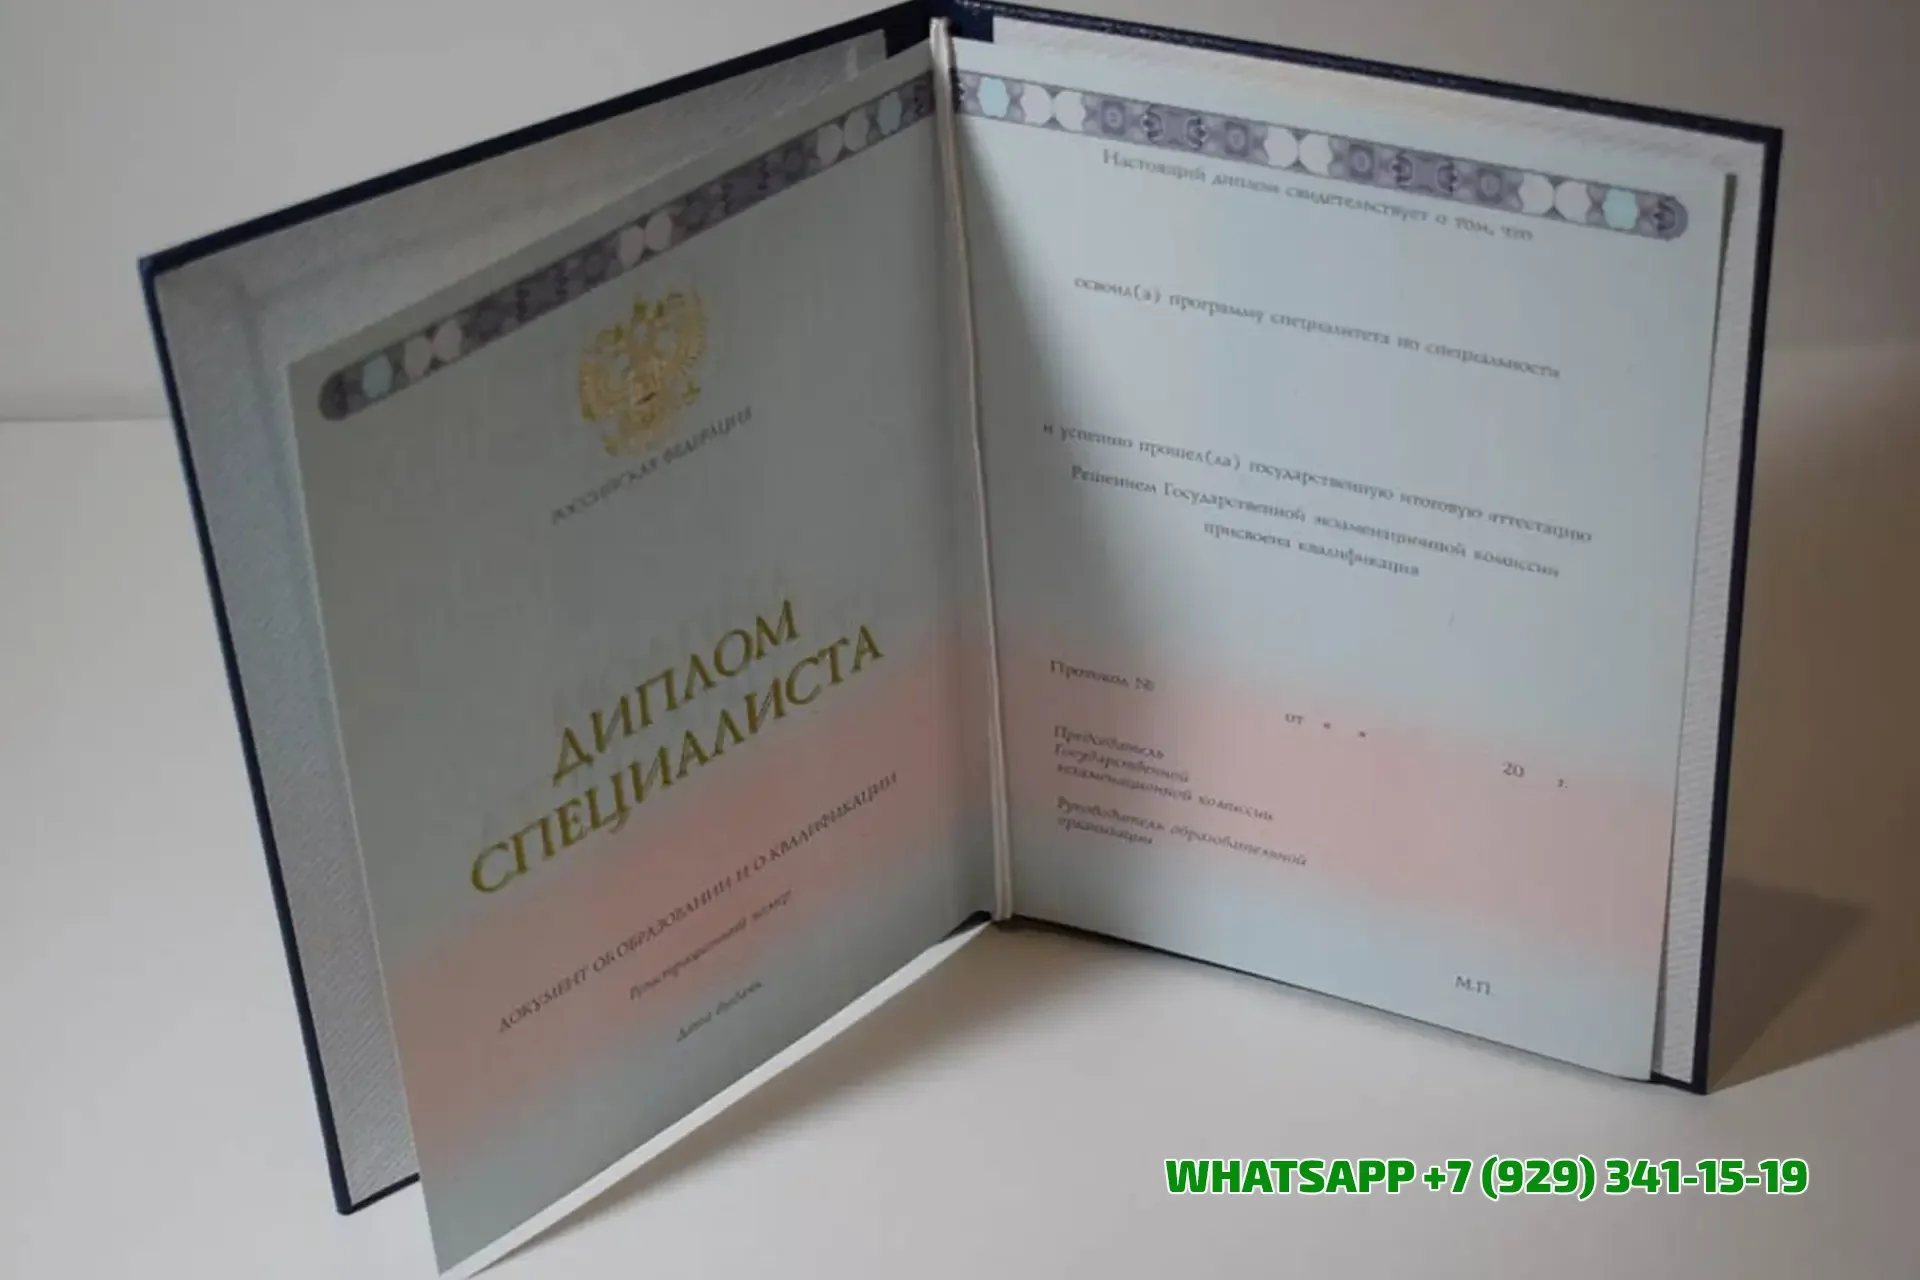 РОССИЙСКАЯ ФЕДЕРАЦИЯ
ДИПЛОМ
СПЕЦИАЛИСТА
ДОКУМЕНТ ОБ ОБРАЗОВАНИИ И О КВАЛИФИКАЦИИ
Регистрационный номер
Дата выдачи
Настоящий диплом свидетельствует о том, что
освоил(а) программу специалитета по специальности
и успешно прошел(ла) государственную итоговую аттестацию
Решением Государственной экзаменационной комиссии
присвоена квалификация
Протокол №
от « » 20 г.
Председатель
Государственной
экзаменационной комиссии
Руководитель образовательной
организации
М.П.
WHATSAPP +7 (929) 341-15-19